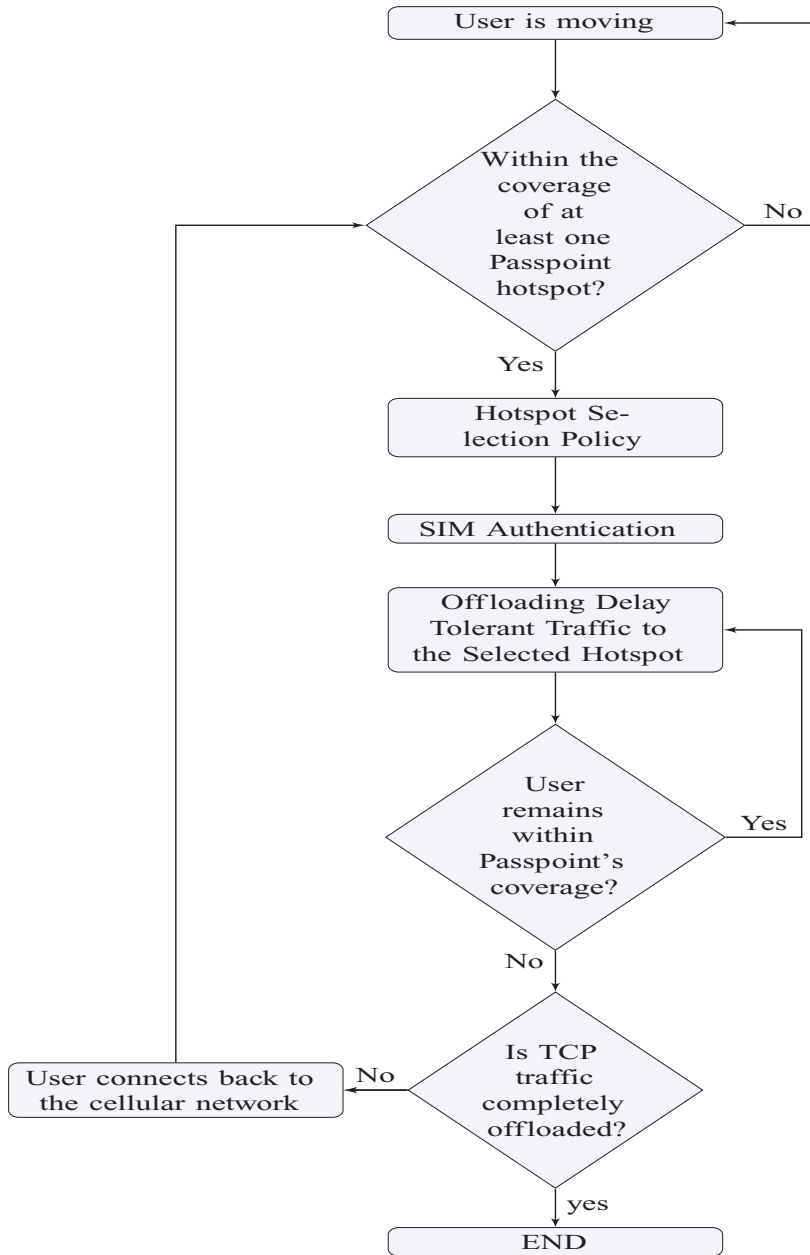 User is moving
Within the
coverage
of at
least one
Passpoint
hotspot?
No
Yes
Hotspot Se-
lection Policy
SIM Authentication
Offloading Delay
Tolerant Traffic to
the Selected Hotspot
User
remains
within
Passpoint’s
coverage?
Yes
No
Is TCP
traffic
completely
offloaded?
No
User connects back to
the cellular network
yes
END